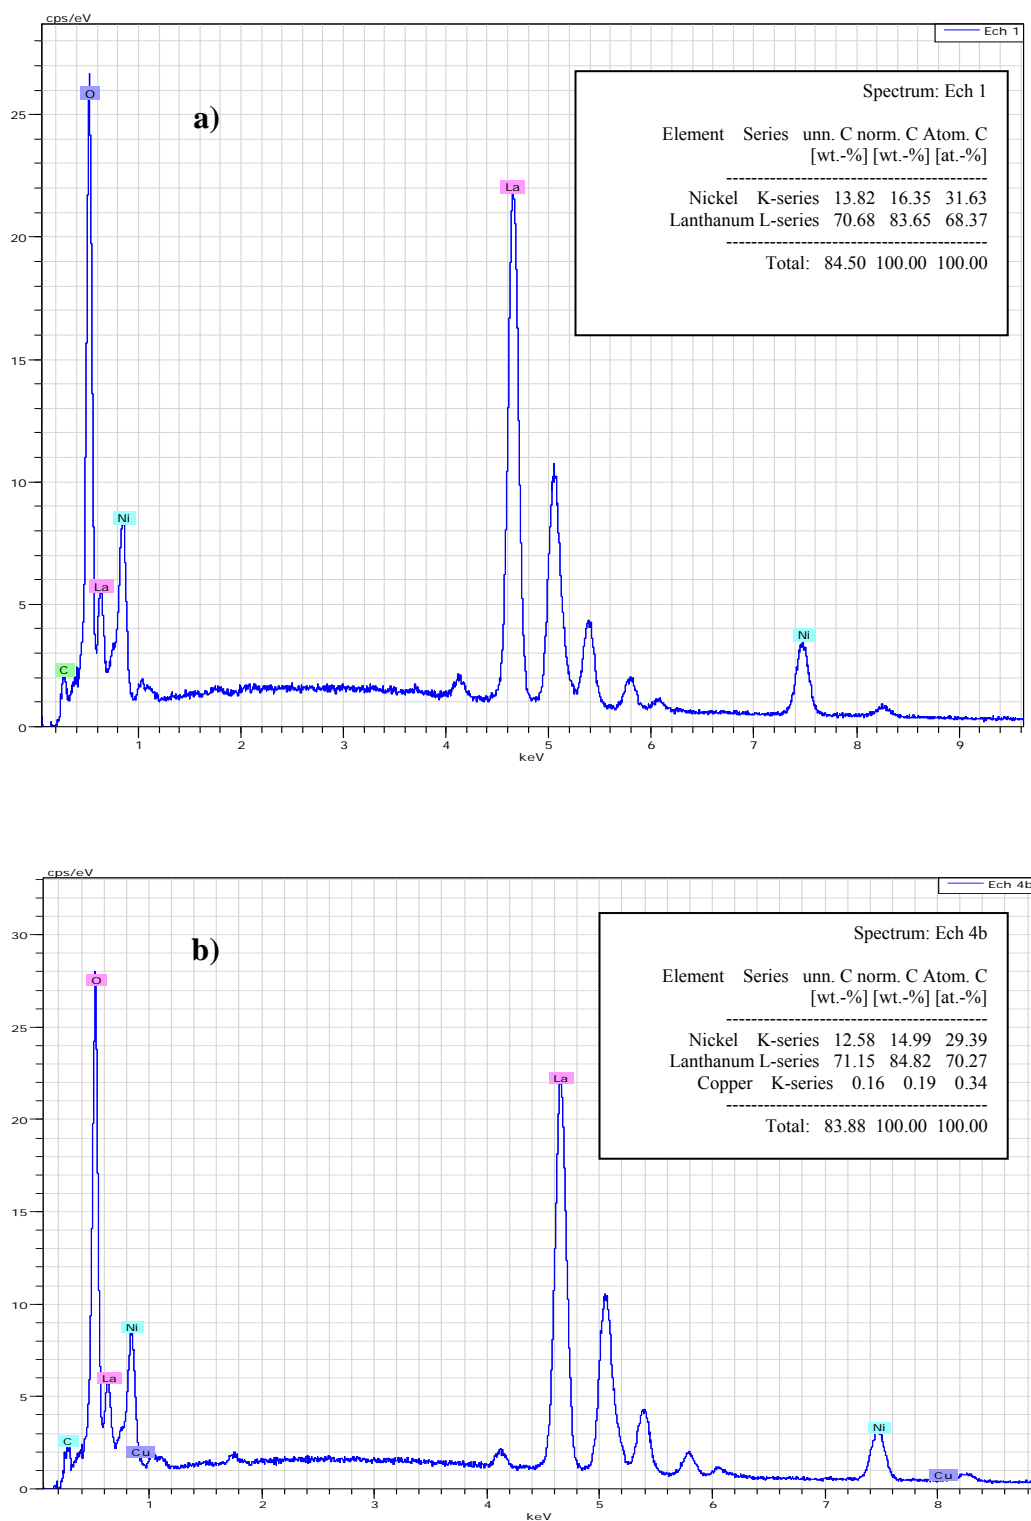 cps/eV
Ech 1
a)
Spectrum: Ech 1
Element Series unn. C norm. C Atom. C
[wt.-%] [wt.-%] [at.-%]
------------------------------------------
Nickel K-series 13.82 16.35 31.63
Lanthanum L-series 70.68 83.65 68.37
------------------------------------------
Total: 84.50 100.00 100.00
O
La
Ni
La
C
Ni
25
20
15
10
5
0
1 2 3 4 5 6 7 8 9
keV
cps/eV
Ech 4b
b)
Spectrum: Ech 4b
Element Series unn. C norm. C Atom. C
[wt.-%] [wt.-%] [at.-%]
------------------------------------------
Nickel K-series 12.58 14.99 29.39
Lanthanum L-series 71.15 84.82 70.27
Copper K-series 0.16 0.19 0.34
------------------------------------------
Total: 83.88 100.00 100.00
O
La
Ni
La
C
Cu
Ni
Cu
30
25
20
15
10
5
0
1 2 3 4 5 6 7 8
keV